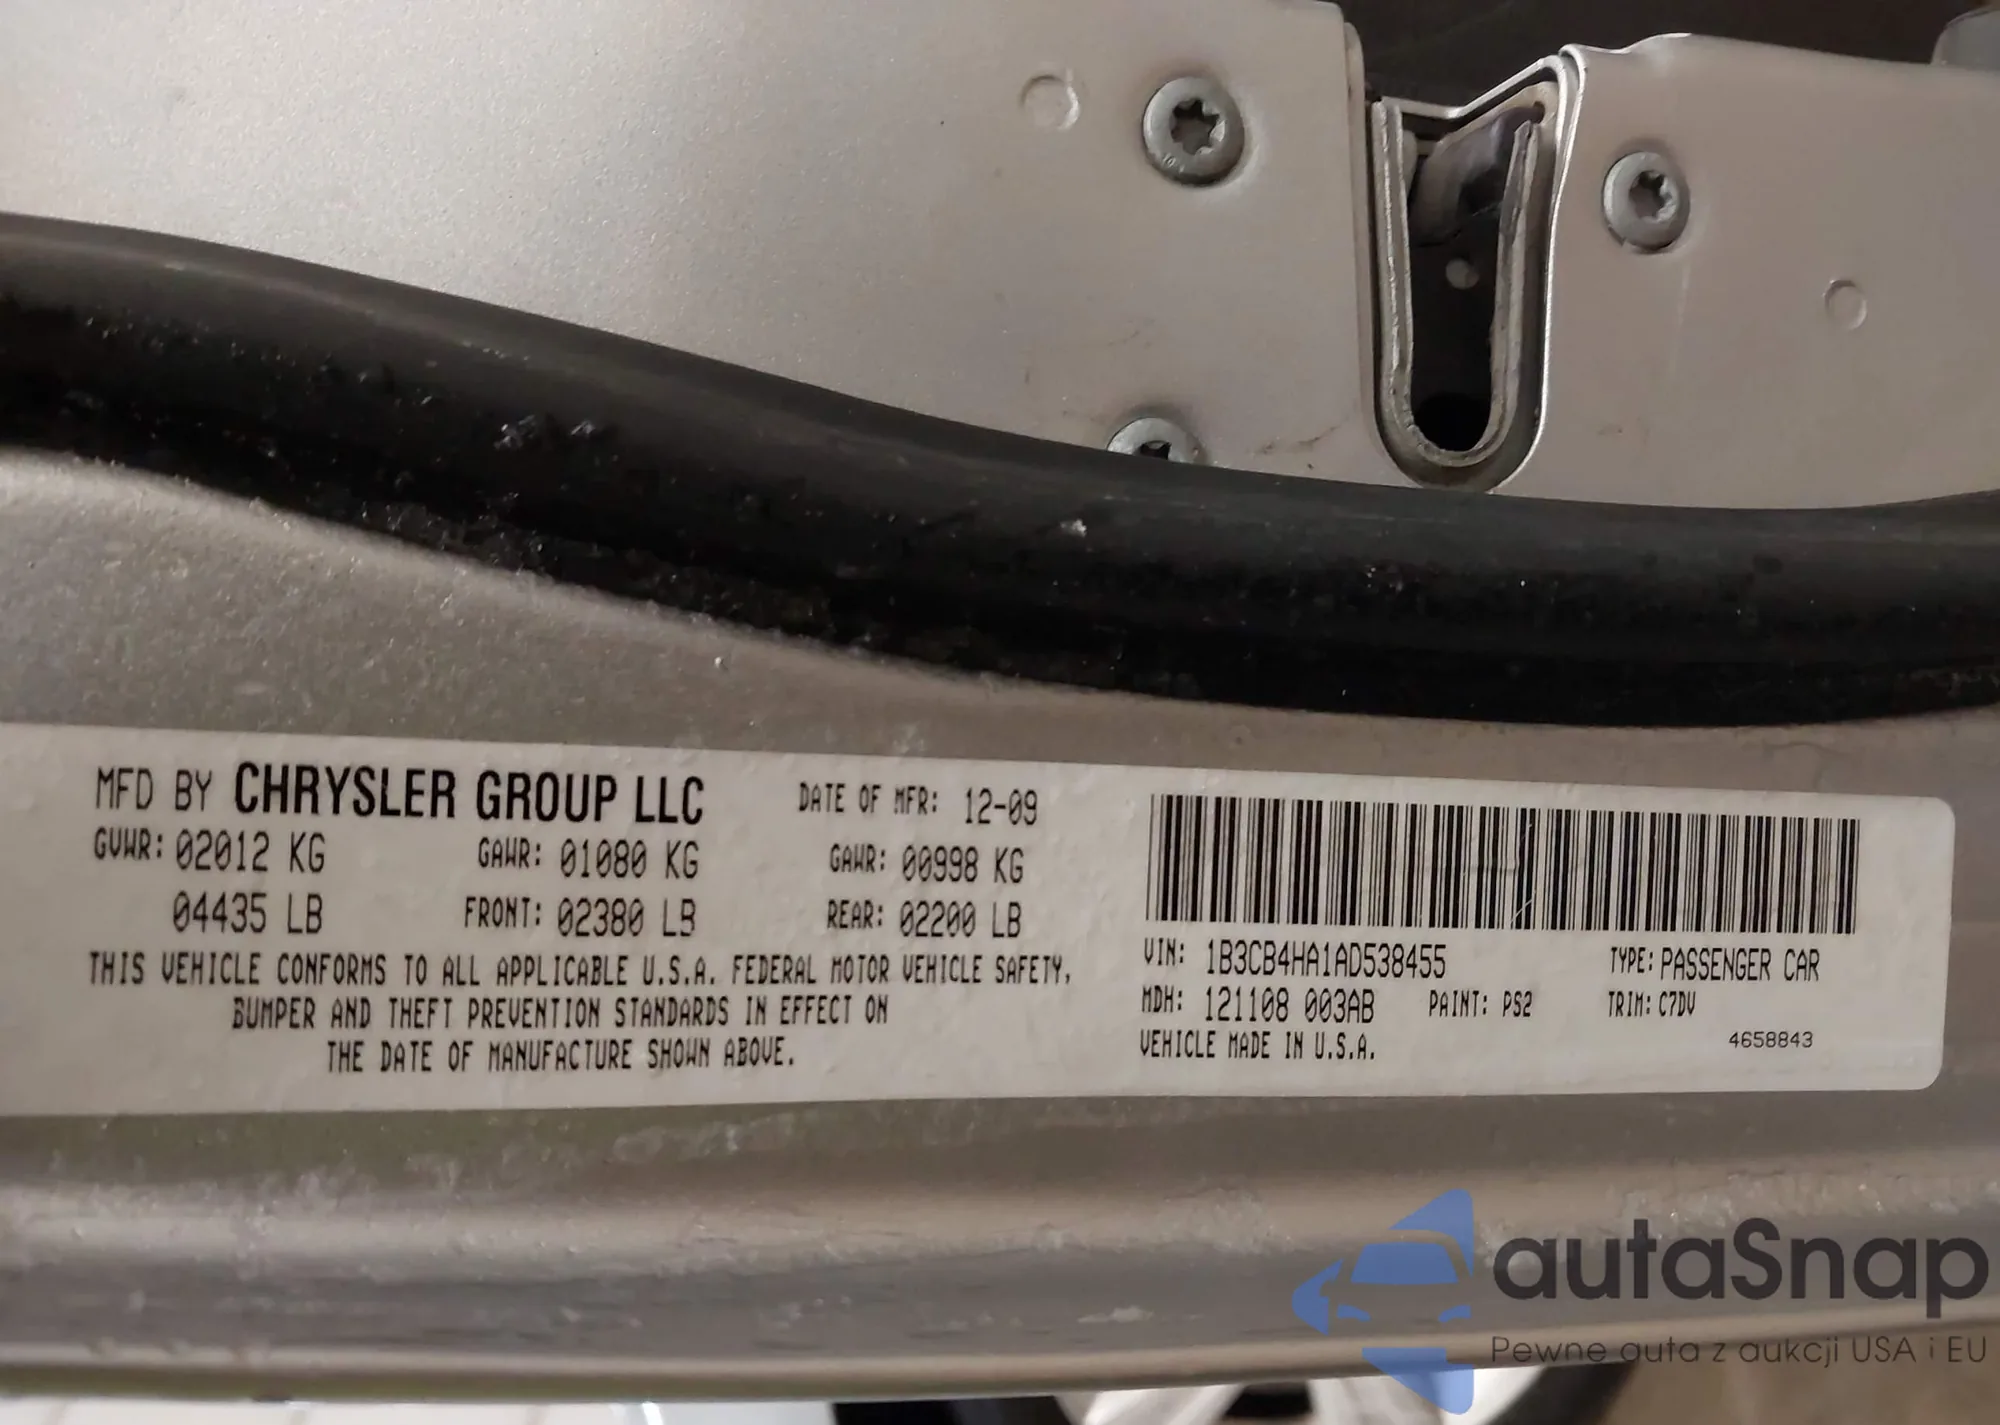 MFD BY CHRYSLER GROUP LLC DATE OF MFR: 12-09
GVWR: 02012 KG GAWR: 01080 KG GAWR: 00998 KG
04435 LB FRONT: 02380 LB REAR: 02200 LB
THIS VEHICLE CONFORMS TO ALL APPLICABLE U.S.A. FEDERAL MOTOR VEHICLE SAFETY,
BUMPER AND THEFT PREVENTION STANDARDS IN EFFECT ON
THE DATE OF MANUFACTURE SHOWN ABOVE.
VIN: 1B3CB4HA1AD538455 TYPE: PASSENGER CAR
MDH: 121108 003AB PAINT: PS2 TRIM: C7DV
VEHICLE MADE IN U.S.A. 4658843
autaSnap
Pewne auta z aukcji USA i EU